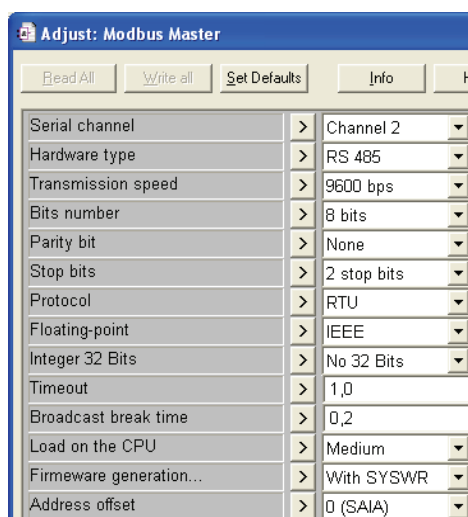 Adjust: Modbus Master
Read All Write all Set Defaults Info
Serial channel > Channel 2
Hardware type > RS 485
Transmission speed > 9600 bps
Bits number > 8 bits
Parity bit > None
Stop bits > 2 stop bits
Protocol > RTU
Floating-point > IEEE
Integer 32 Bits > No 32 Bits
Timeout > 1,0
Broadcast break time > 0,2
Load on the CPU > Medium
Firmeware generation... > With SYSWR
Address offset > 0 (SAIA)